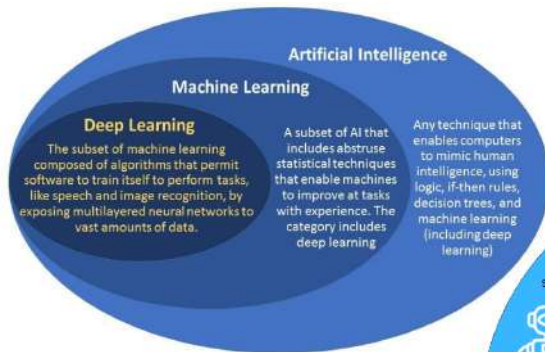 Artificial Intelligence
Machine Learning
Deep Learning
The subset of machine learning
composed of algorithms that permit
software to train itself to perform tasks,
like speech and image recognition, by
exposing multilayered neural networks to
vast amounts of data.
A subset of AI that
includes abstruse
statistical techniques
that enable machines
to improve at tasks
with experience. The
category includes
deep learning
Any technique that
enables computers
to mimic human
intelligence, using
logic, if-then rules,
decision trees, and
machine learning
(including deep
learning)